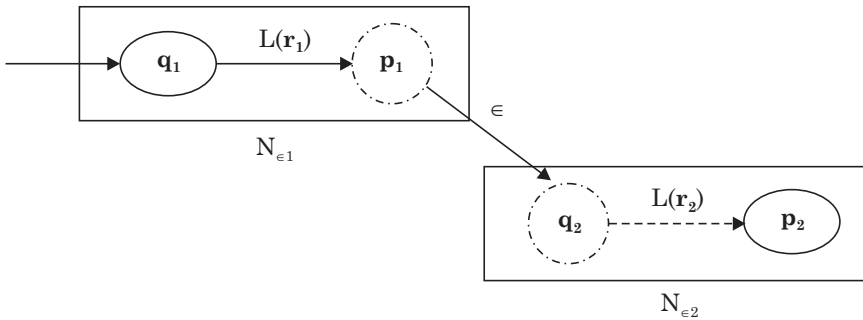 q₁
L(r₁)
p₁
∈
N∈1
q₂
L(r₂)
p₂
N∈2